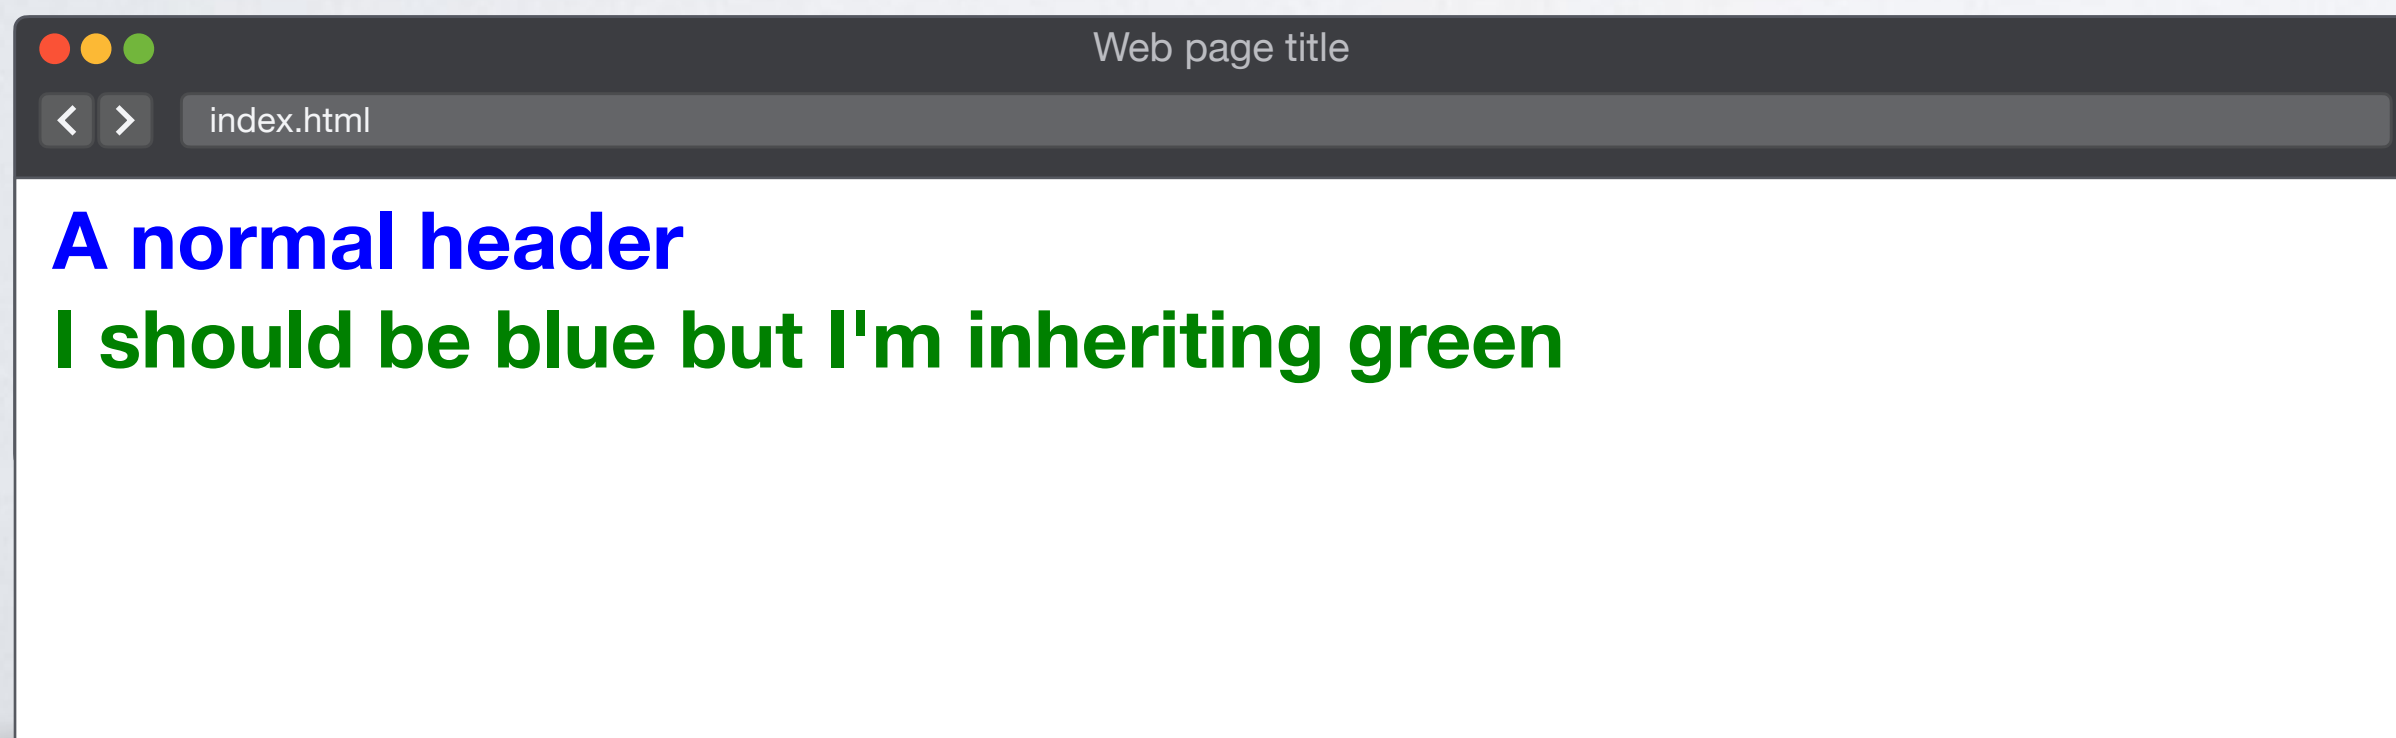 Web page title
index.html
A normal header
I should be blue but I'm inheriting green